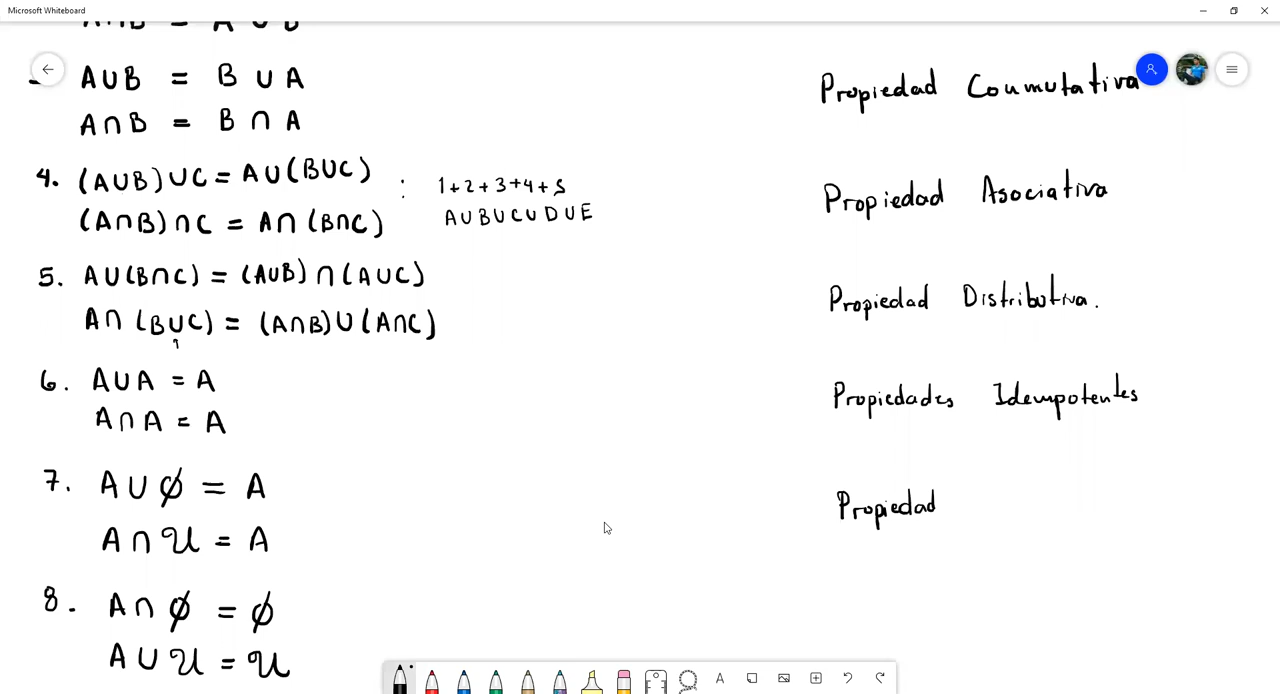 Microsoft Whiteboard
A∩B = A ∪ B
A∪B = B ∪ A Propiedad Conmutativa
A∩B = B ∩ A
4. (A∪B)∪C = A∪(B∪C) : 1+2+3+4+5 Propiedad Asociativa
(A∩B)∩C = A∩(B∩C) A∪B∪C∪D∪E
5. A∪(B∩C) = (A∪B)∩(A∪C) Propiedad Distributiva.
A∩(B∪C) = (A∩B)∪(A∩C)
6. A∪A = A Propiedades Idempotentes
A∩A = A
7. A∪∅ = A Propiedad
A∩𝒰 = A
8. A∩∅ = ∅
A∪𝒰 = 𝒰
A